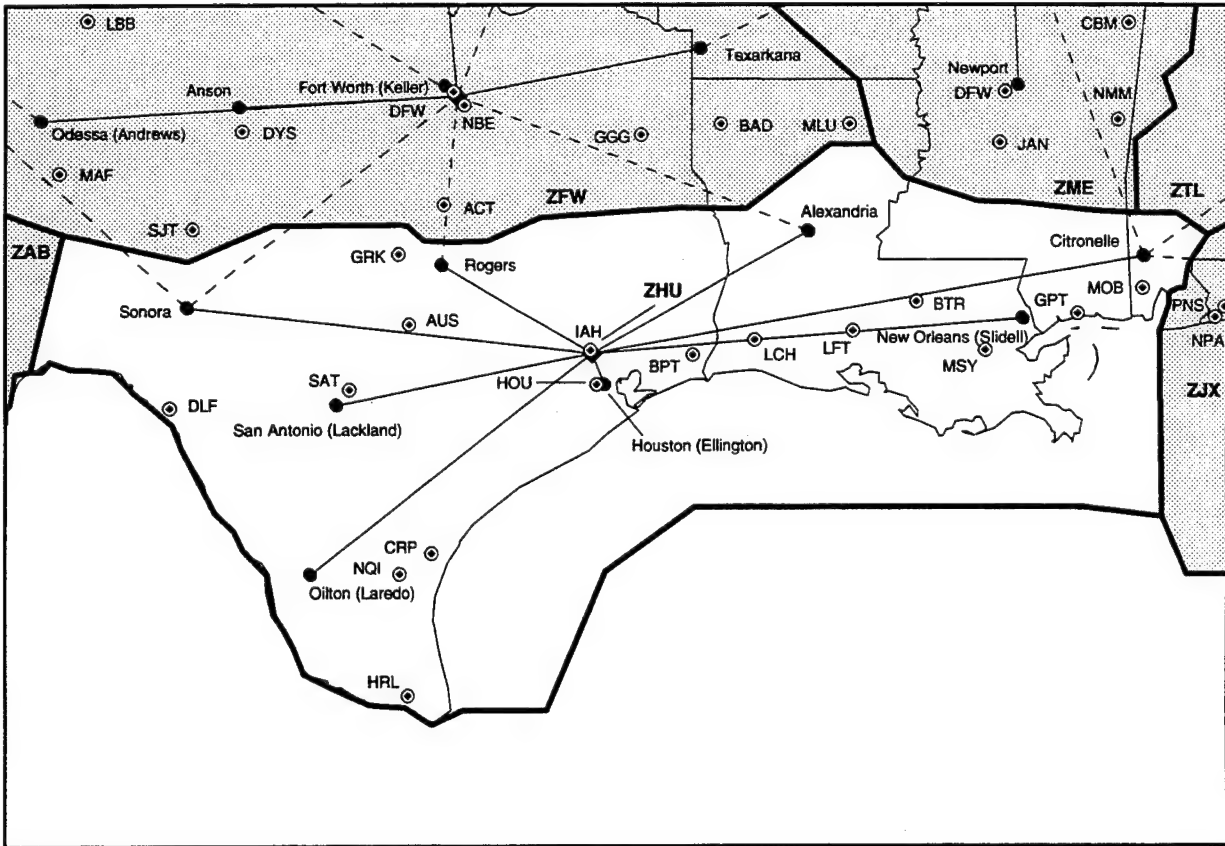 LBB
CBM
Texarkana
Newport
Anson
Fort Worth (Keller)
DFW
NMM
DFW
NBE
Odessa (Andrews)
DYS
GGG
BAD
MLU
JAN
MAF
ZFW
ZME
ZTL
ACT
Alexandria
SJT
ZAB
GRK
Rogers
Citronelle
ZHU
MOB
Sonora
AUS
IAH
BTR
GPT
PNS
LCH
LFT
New Orleans (Slidell)
NPA
BPT
MSY
SAT
HOU
ZJX
DLF
San Antonio (Lackland)
Houston (Ellington)
CRP
NQI
Oilton (Laredo)
HRL